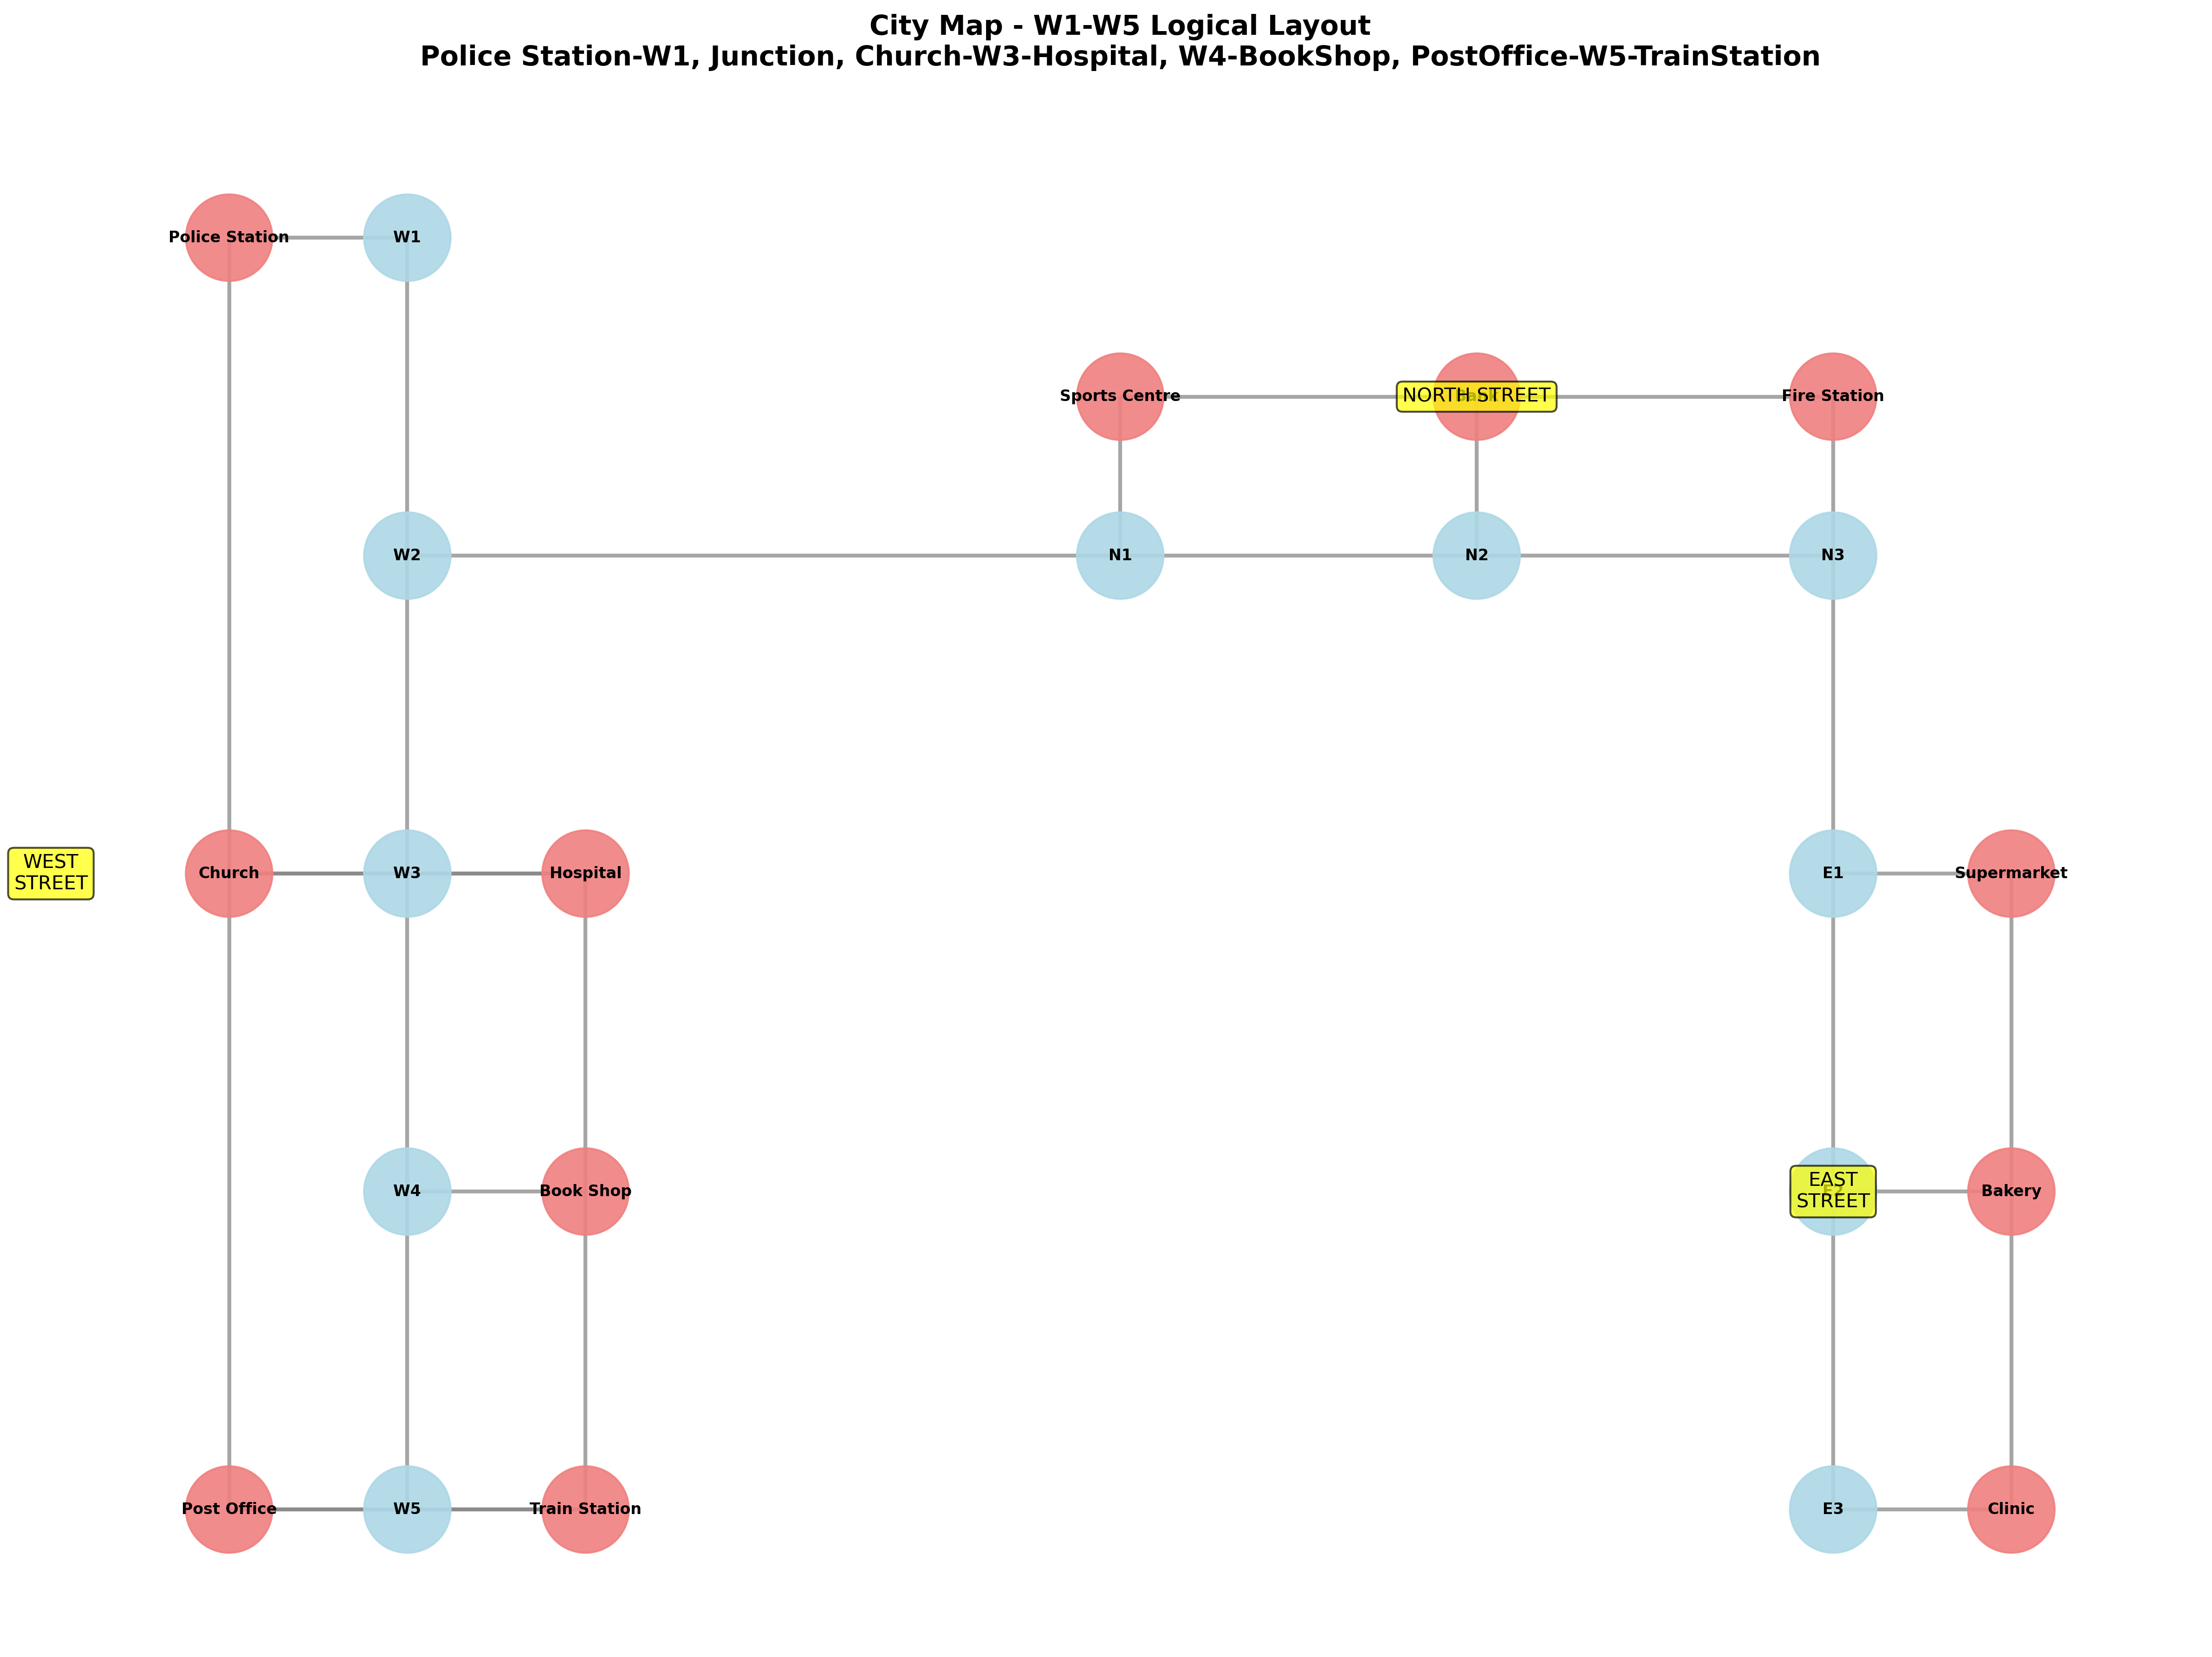 City Map - W1-W5 Logical Layout
Police Station-W1, Junction, Church-W3-Hospital, W4-BookShop, PostOffice-W5-TrainStation
Police Station
W1
Sports Centre
NORTH STREET
Fire Station
W2
N1
N2
N3
WEST
STREET
Church
W3
Hospital
E1
Supermarket
W4
Book Shop
EAST
STREET
Bakery
Post Office
W5
Train Station
E3
Clinic